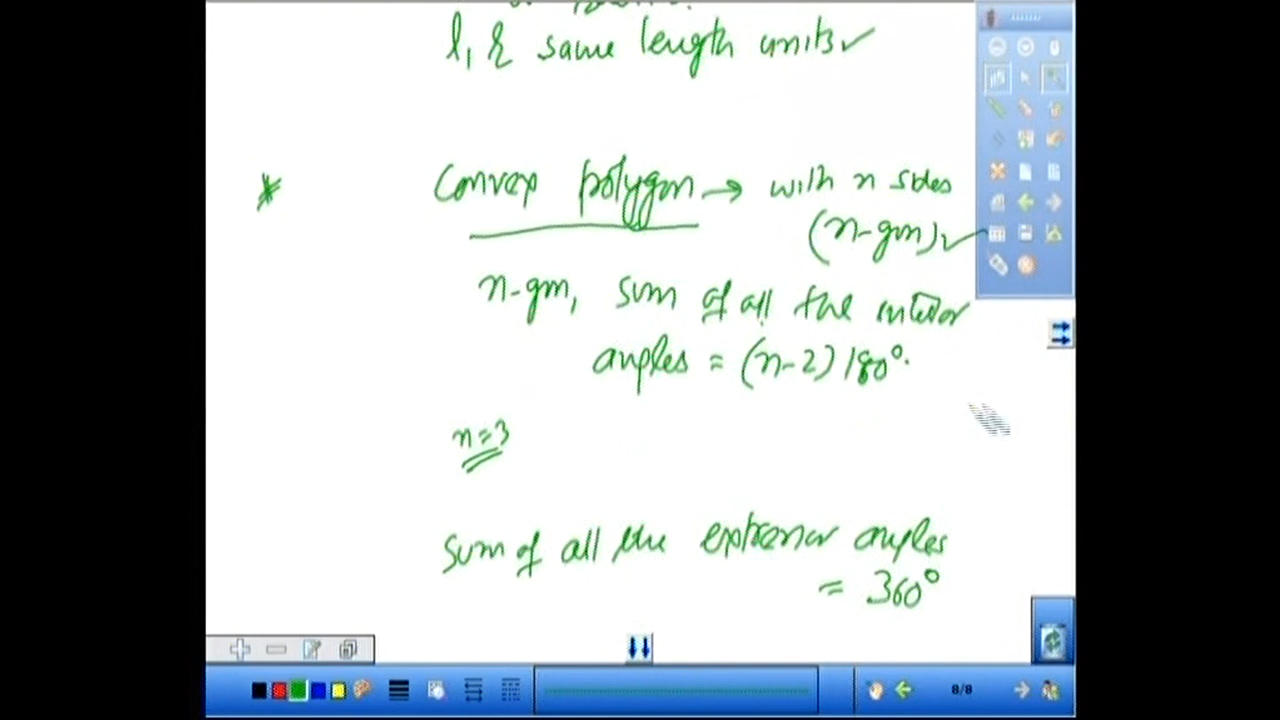 l, & same length units ✓
* Convex polygon → with n sides
(n-gon) ✓
n-gon, sum of all the interior
angles = (n-2) 180°.
n=3
sum of all the exterior angles
= 360°
8/8